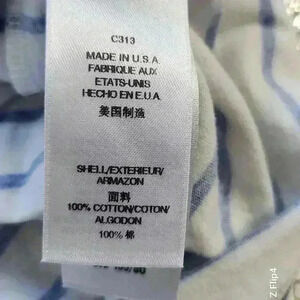 C313
MADE IN U.S.A
FABRIQUE AUX
ETATS-UNIS
HECHO EN E.U.A.
美国制造
SHELL/EXTERIEUR/
ARMAZON
面料
100% COTTON/COTON/
ALGODON
100% 棉
Z Flip4